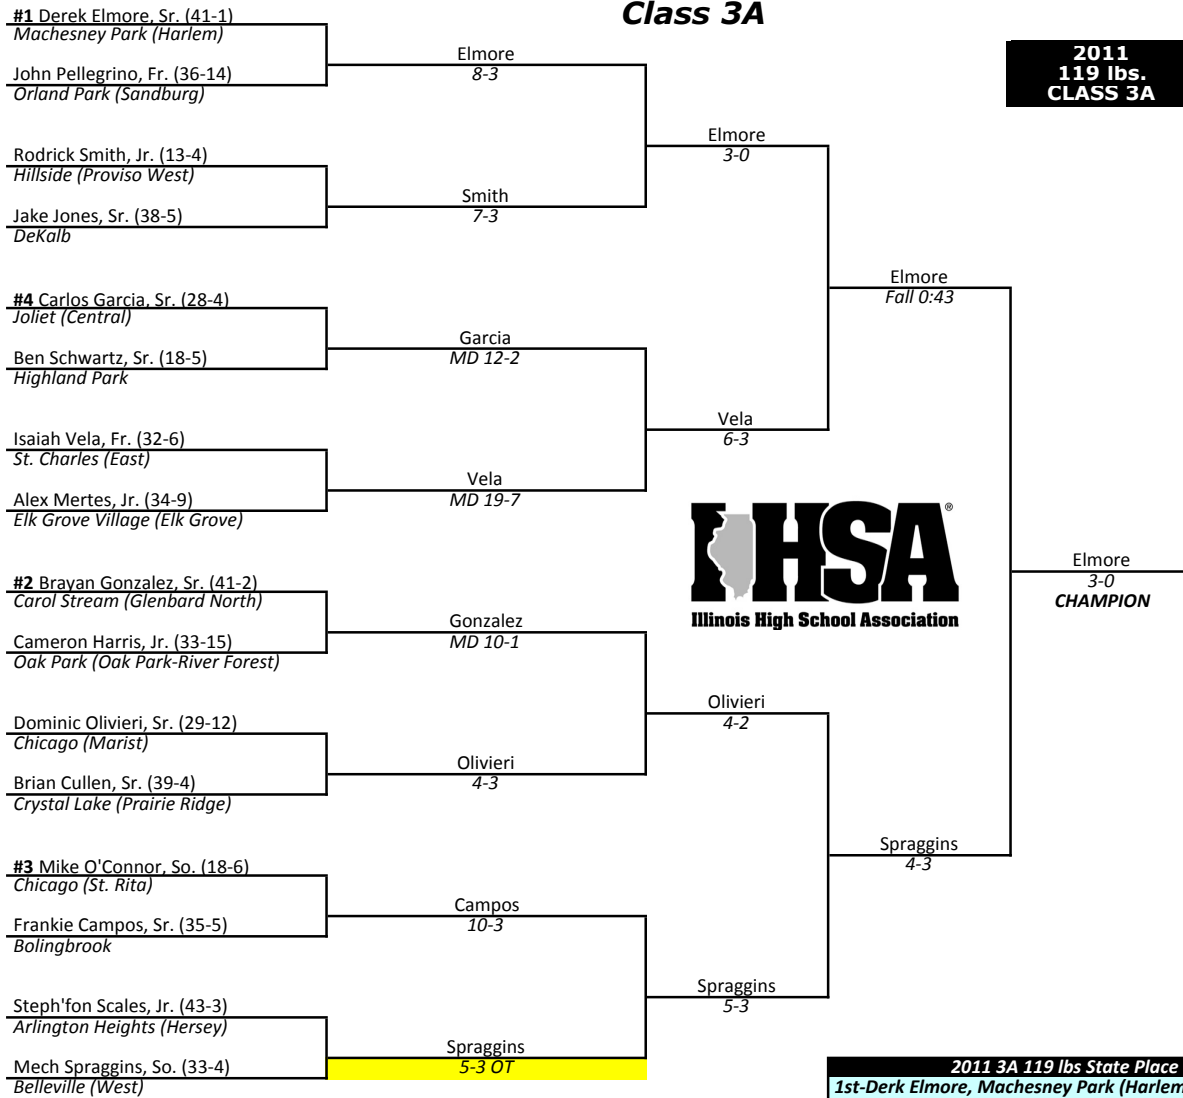 Class 3A
2011
119 lbs.
CLASS 3A
#1 Derek Elmore, Sr. (41-1)
Machesney Park (Harlem)
John Pellegrino, Fr. (36-14)
Orland Park (Sandburg)
Rodrick Smith, Jr. (13-4)
Hillside (Proviso West)
Jake Jones, Sr. (38-5)
DeKalb
#4 Carlos Garcia, Sr. (28-4)
Joliet (Central)
Ben Schwartz, Sr. (18-5)
Highland Park
Isaiah Vela, Fr. (32-6)
St. Charles (East)
Alex Mertes, Jr. (34-9)
Elk Grove Village (Elk Grove)
#2 Brayan Gonzalez, Sr. (41-2)
Carol Stream (Glenbard North)
Cameron Harris, Jr. (33-15)
Oak Park (Oak Park-River Forest)
Dominic Olivieri, Sr. (29-12)
Chicago (Marist)
Brian Cullen, Sr. (39-4)
Crystal Lake (Prairie Ridge)
#3 Mike O'Connor, So. (18-6)
Chicago (St. Rita)
Frankie Campos, Sr. (35-5)
Bolingbrook
Steph'fon Scales, Jr. (43-3)
Arlington Heights (Hersey)
Mech Spraggins, So. (33-4)
Belleville (West)
Elmore
8-3
Smith
7-3
Garcia
MD 12-2
Vela
MD 19-7
Gonzalez
MD 10-1
Olivieri
4-3
Campos
10-3
Spraggins
5-3 OT
Elmore
3-0
Vela
6-3
Olivieri
4-2
Spraggins
5-3
Elmore
Fall 0:43
Spraggins
4-3
Elmore
3-0
CHAMPION
IHSA®
Illinois High School Association
2011 3A 119 lbs State Place
1st-Derk Elmore, Machesney Park (Harlem